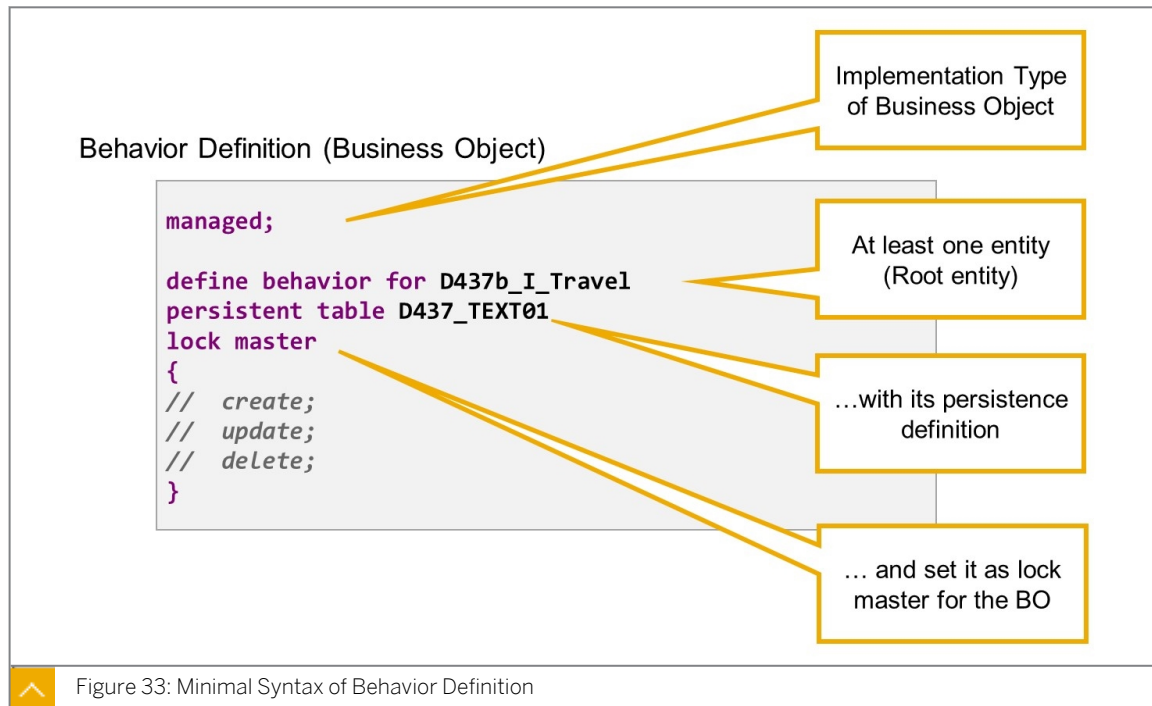 Implementation Type
of Business Object
Behavior Definition (Business Object)
managed;
define behavior for D437b_I_Travel
persistent table D437_TEXT01
lock master
{
//  create;
//  update;
//  delete;
}
At least one entity
(Root entity)
…with its persistence
definition
… and set it as lock
master for the BO
Figure 33: Minimal Syntax of Behavior Definition